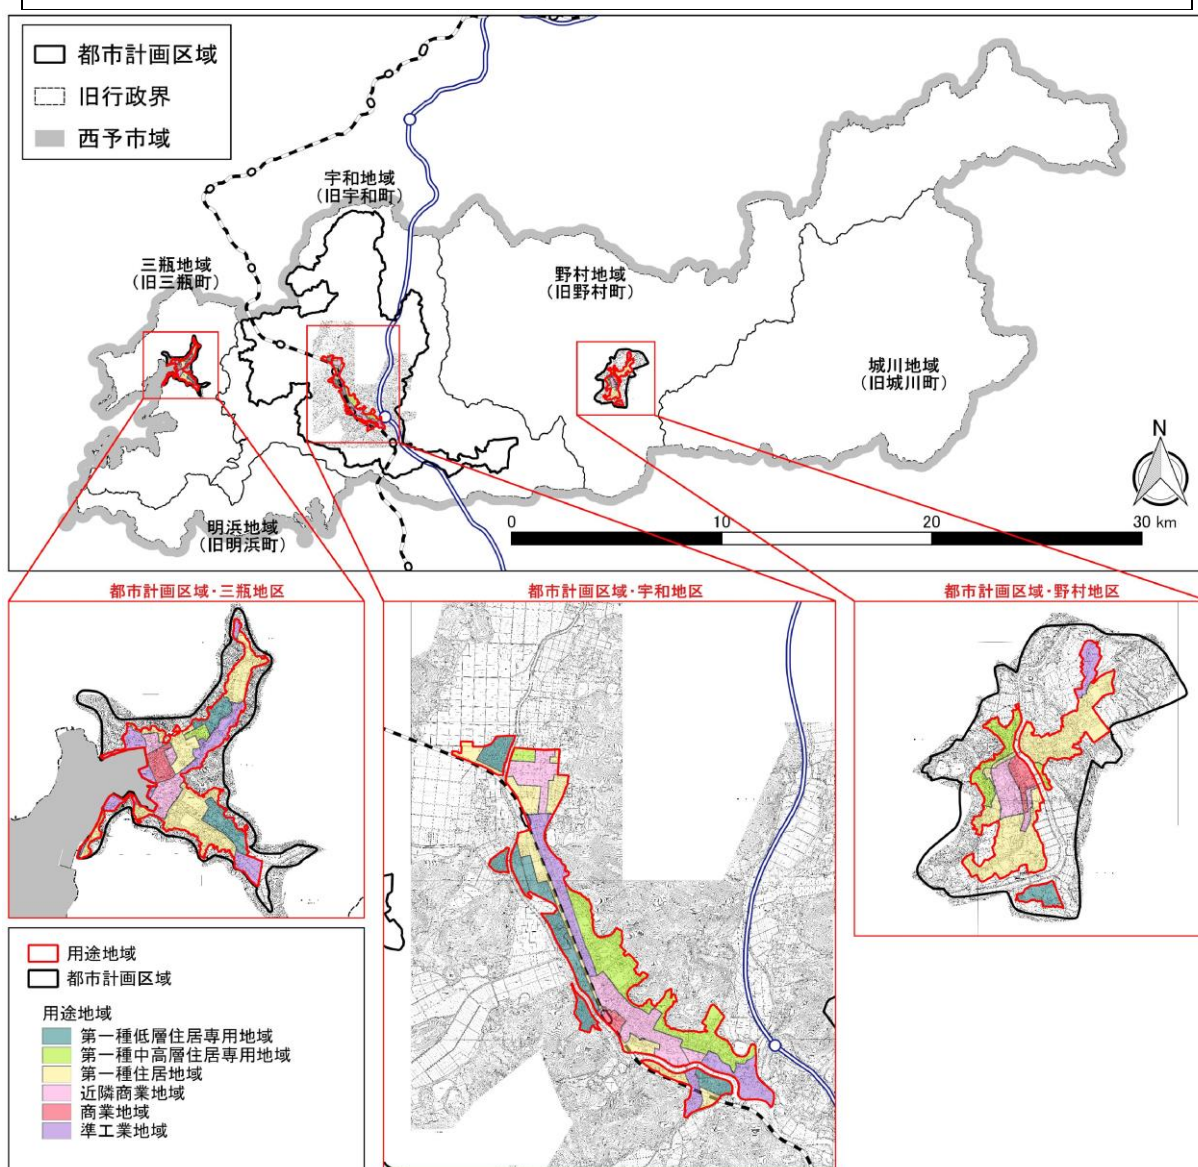 都市計画区域
旧行政界
西予市域
宇和地域
(旧宇和町)
三瓶地域
(旧三瓶町)
野村地域
(旧野村町)
城川地域
(旧城川町)
明浜地域
(旧明浜町)
N
0 10 20 30 km
都市計画区域・三瓶地区
都市計画区域・宇和地区
都市計画区域・野村地区
用途地域
都市計画区域
用途地域
第一種低層住居専用地域
第一種中高層住居専用地域
第一種住居地域
近隣商業地域
商業地域
準工業地域